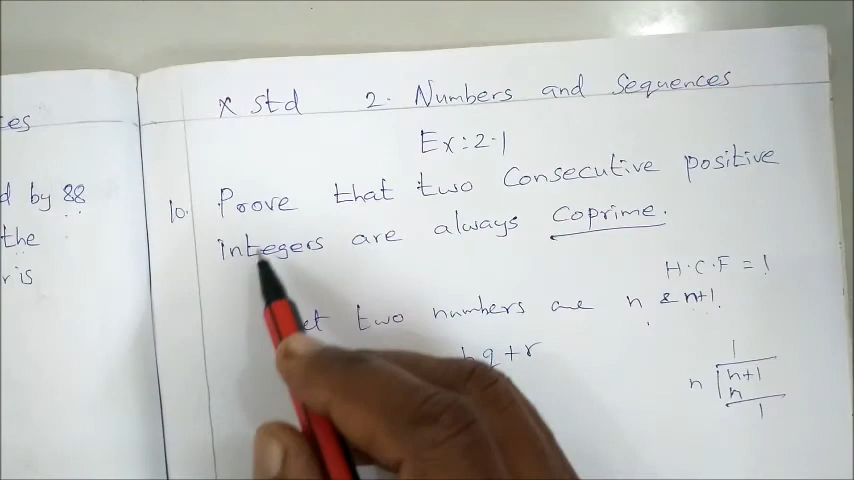 es
d by 88
the
r is
X Std 2. Numbers and Sequences
Ex: 2.1
10. Prove that two Consecutive positive
integers are always Coprime.
H.C.F = 1
two numbers are n & n+1.
q + r
1
n n+1
n
1